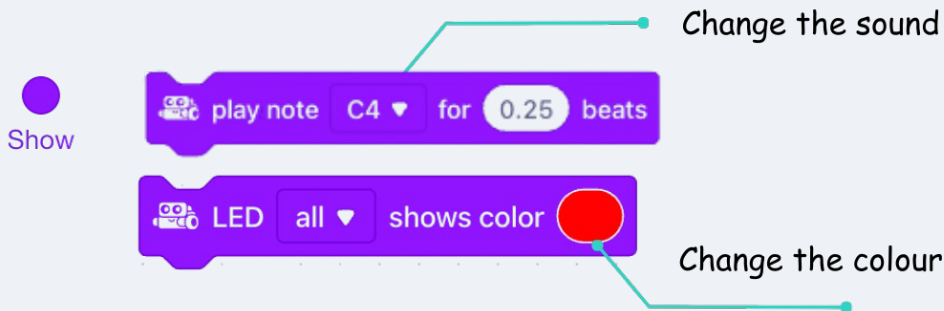 Change the sound
play note C4 for 0.25 beats
Show
LED all shows color
Change the colour